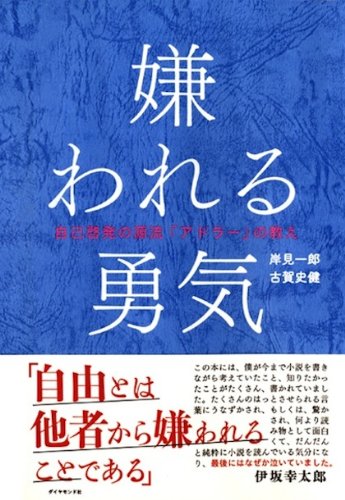 嫌
われる
勇気
自己啓発の源流「アドラー」の教え
岸見一郎
古賀史健
「自由とは
他者から嫌われる
ことである」
ダイヤモンド社
この本には、僕が今まで小説を書き
ながら考えていたこと、知りたかっ
たことがたくさん、書かれていまし
た。たくさんのはっとさせられる言
葉にうなずかされ、もしくは、驚か
され、何より読み物として面白
くて、だんだん
と純粋に小説を読んでいる気分にな
り、最後にはなぜか泣いていました。
伊坂幸太郎